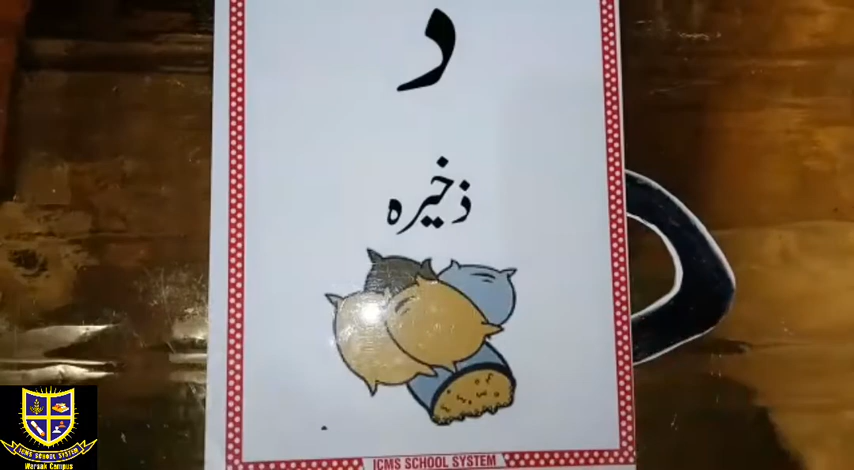 د
ذخیرہ
ICMS SCHOOL SYSTEM
ICMS SCHOOL SYSTEM
Warsak Campus